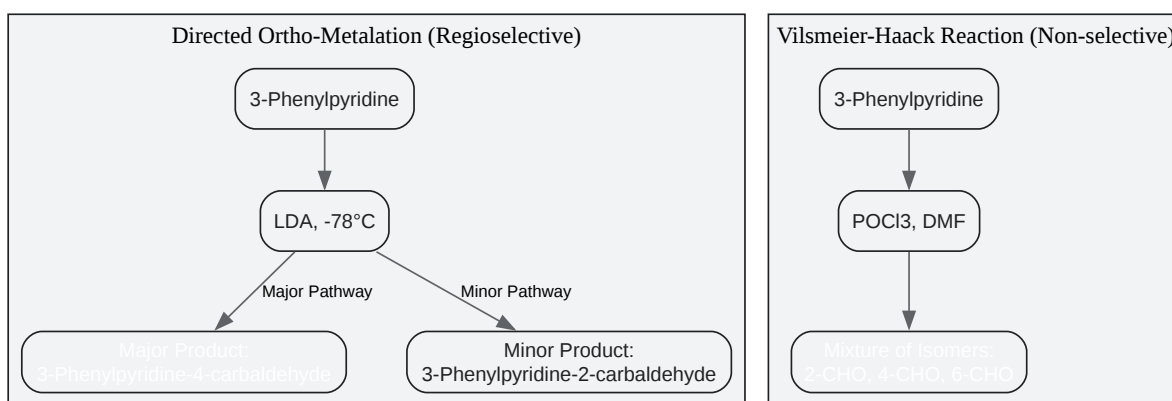 Directed Ortho-Metalation (Regioselective)
3-Phenylpyridine
LDA, -78°C
Major Pathway
Minor Pathway
Major Product:
3-Phenylpyridine-4-carbaldehyde
Minor Product:
3-Phenylpyridine-2-carbaldehyde
Vilsmeier-Haack Reaction (Non-selective)
3-Phenylpyridine
POCl3, DMF
Mixture of Isomers:
2-CHO, 4-CHO, 6-CHO